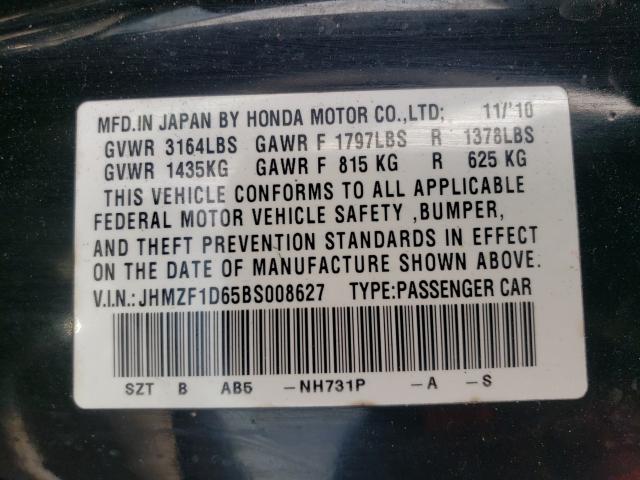 MFD.IN JAPAN BY HONDA MOTOR CO.,LTD; 11/'10
GVWR 3164LBS GAWR F 1797LBS R 1378LBS
GVWR 1435KG GAWR F 815 KG R 625 KG
THIS VEHICLE CONFORMS TO ALL APPLICABLE
FEDERAL MOTOR VEHICLE SAFETY ,BUMPER,
AND THEFT PREVENTION STANDARDS IN EFFECT
ON THE DATE OF MANUFACTURE SHOWN ABOVE.
V.I.N.:JHMZF1D65BS008627 TYPE:PASSENGER CAR
SZT B AB5 -NH731P -A -S